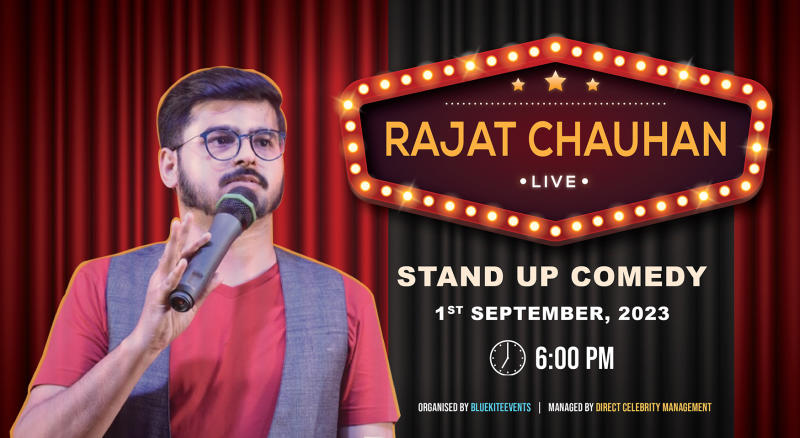 RAJAT CHAUHAN
•LIVE•
STAND UP COMEDY
1ST SEPTEMBER, 2023
6:00 PM
ORGANISED BY BLUEKITEEVENTS | MANAGED BY DIRECT CELEBRITY MANAGEMENT